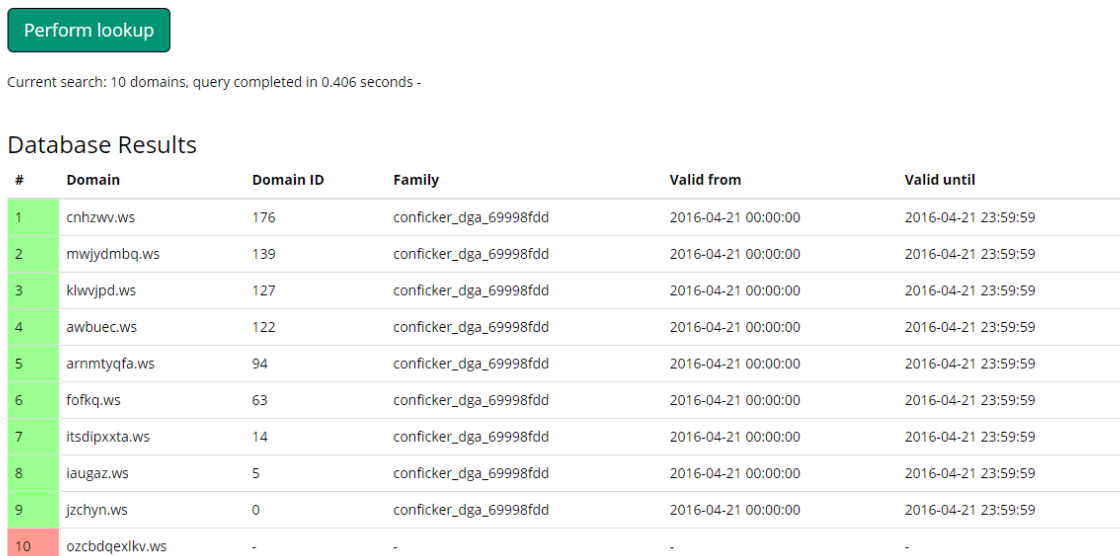 Perform lookup
Current search: 10 domains, query completed in 0.406 seconds -
Database Results
# Domain Domain ID Family Valid from Valid until
1 cnhzwv.ws 176 conficker_dga_69998fdd 2016-04-21 00:00:00 2016-04-21 23:59:59
2 mwjydmbq.ws 139 conficker_dga_69998fdd 2016-04-21 00:00:00 2016-04-21 23:59:59
3 klwvjpd.ws 127 conficker_dga_69998fdd 2016-04-21 00:00:00 2016-04-21 23:59:59
4 awbuec.ws 122 conficker_dga_69998fdd 2016-04-21 00:00:00 2016-04-21 23:59:59
5 arnmtyqfa.ws 94 conficker_dga_69998fdd 2016-04-21 00:00:00 2016-04-21 23:59:59
6 fofkq.ws 63 conficker_dga_69998fdd 2016-04-21 00:00:00 2016-04-21 23:59:59
7 itsdipxxta.ws 14 conficker_dga_69998fdd 2016-04-21 00:00:00 2016-04-21 23:59:59
8 iaugaz.ws 5 conficker_dga_69998fdd 2016-04-21 00:00:00 2016-04-21 23:59:59
9 jzchyn.ws 0 conficker_dga_69998fdd 2016-04-21 00:00:00 2016-04-21 23:59:59
10 ozcbdqexlkv.ws - - - -